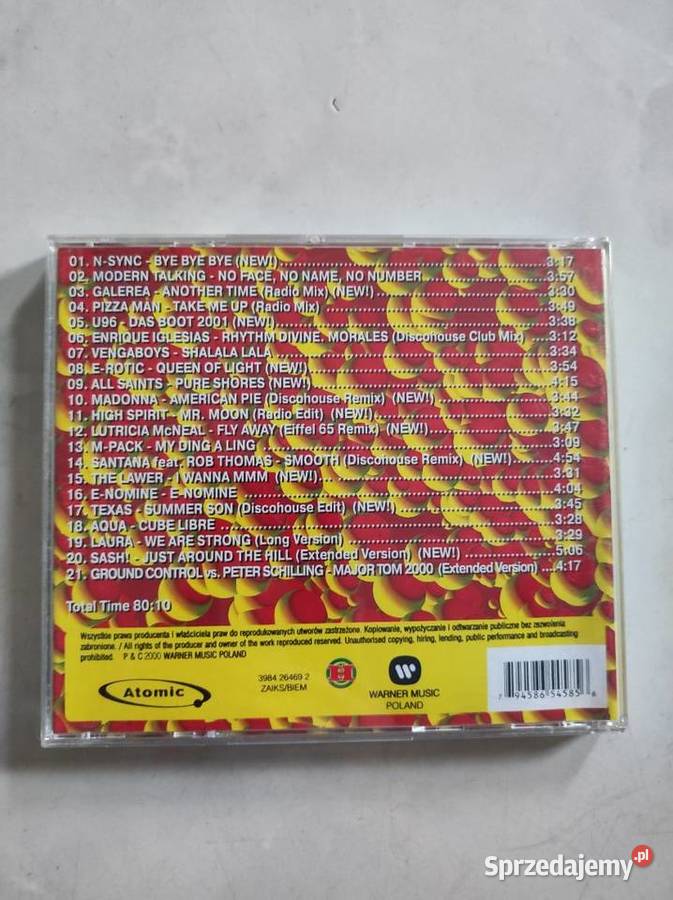 01. N-SYNC - BYE BYE BYE (NEW!) 3:17
02. MODERN TALKING - NO FACE, NO NAME, NO NUMBER 3:57
03. GALEREA - ANOTHER TIME (Radio Mix) (NEW!) 3:30
04. PIZZA MAN - TAKE ME UP (Radio Mix) 3:49
05. U96 - DAS BOOT 2001 (NEW!) 3:38
06. ENRIQUE IGLESIAS - RHYTHM DIVINE. MORALES (Discohouse Club Mix) 3:12
07. VENGABOYS - SHALALA LALA 3:34
08. E-ROTIC - QUEEN OF LIGHT (NEW!) 3:54
09. ALL SAINTS - PURE SHORES (NEW!) 4:15
10. MADONNA - AMERICAN PIE (Discohouse Remix) (NEW!) 3:44
11. HIGH SPIRIT - MR. MOON (Radio Edit) (NEW!) 3:32
12. LUTRICIA McNEAL - FLY AWAY (Eiffel 65 Remix) (NEW!) 3:47
13. M-PACK - MY DING A LING 3:09
14. SANTANA feat. ROB THOMAS - SMOOTH (Discohouse Remix) (NEW!) 4:54
15. THE LAWER - I WANNA MMM (NEW!) 3:31
16. E-NOMINE - E-NOMINE 4:04
17. TEXAS - SUMMER SON (Discohouse Edit) (NEW!) 3:45
18. AQUA - CUBE LIBRE 3:28
19. LAURA - WE ARE STRONG (Long Version) 3:29
20. SASH! - JUST AROUND THE HILL (Extended Version) (NEW!) 5:06
21. GROUND CONTROL vs. PETER SCHILLING - MAJOR TOM 2000 (Extended Version) 4:17
Total Time 80:10
Wszystkie prawa producenta i właściciela praw do reprodukowanych utworów zastrzeżone. Kopiowanie, wypożyczanie i odtwarzanie publiczne bez zezwolenia
zabronione. / All rights of the producer and owner of the work reproduced reserved. Unauthorised copying, hiring, lending, public performance and broadcasting
prohibited. P & C 2000 WARNER MUSIC POLAND
Atomic
3984 26469 2
ZAIKS/BIEM
WARNER MUSIC
POLAND
7 94586 54585 6
Sprzedajemy.pl